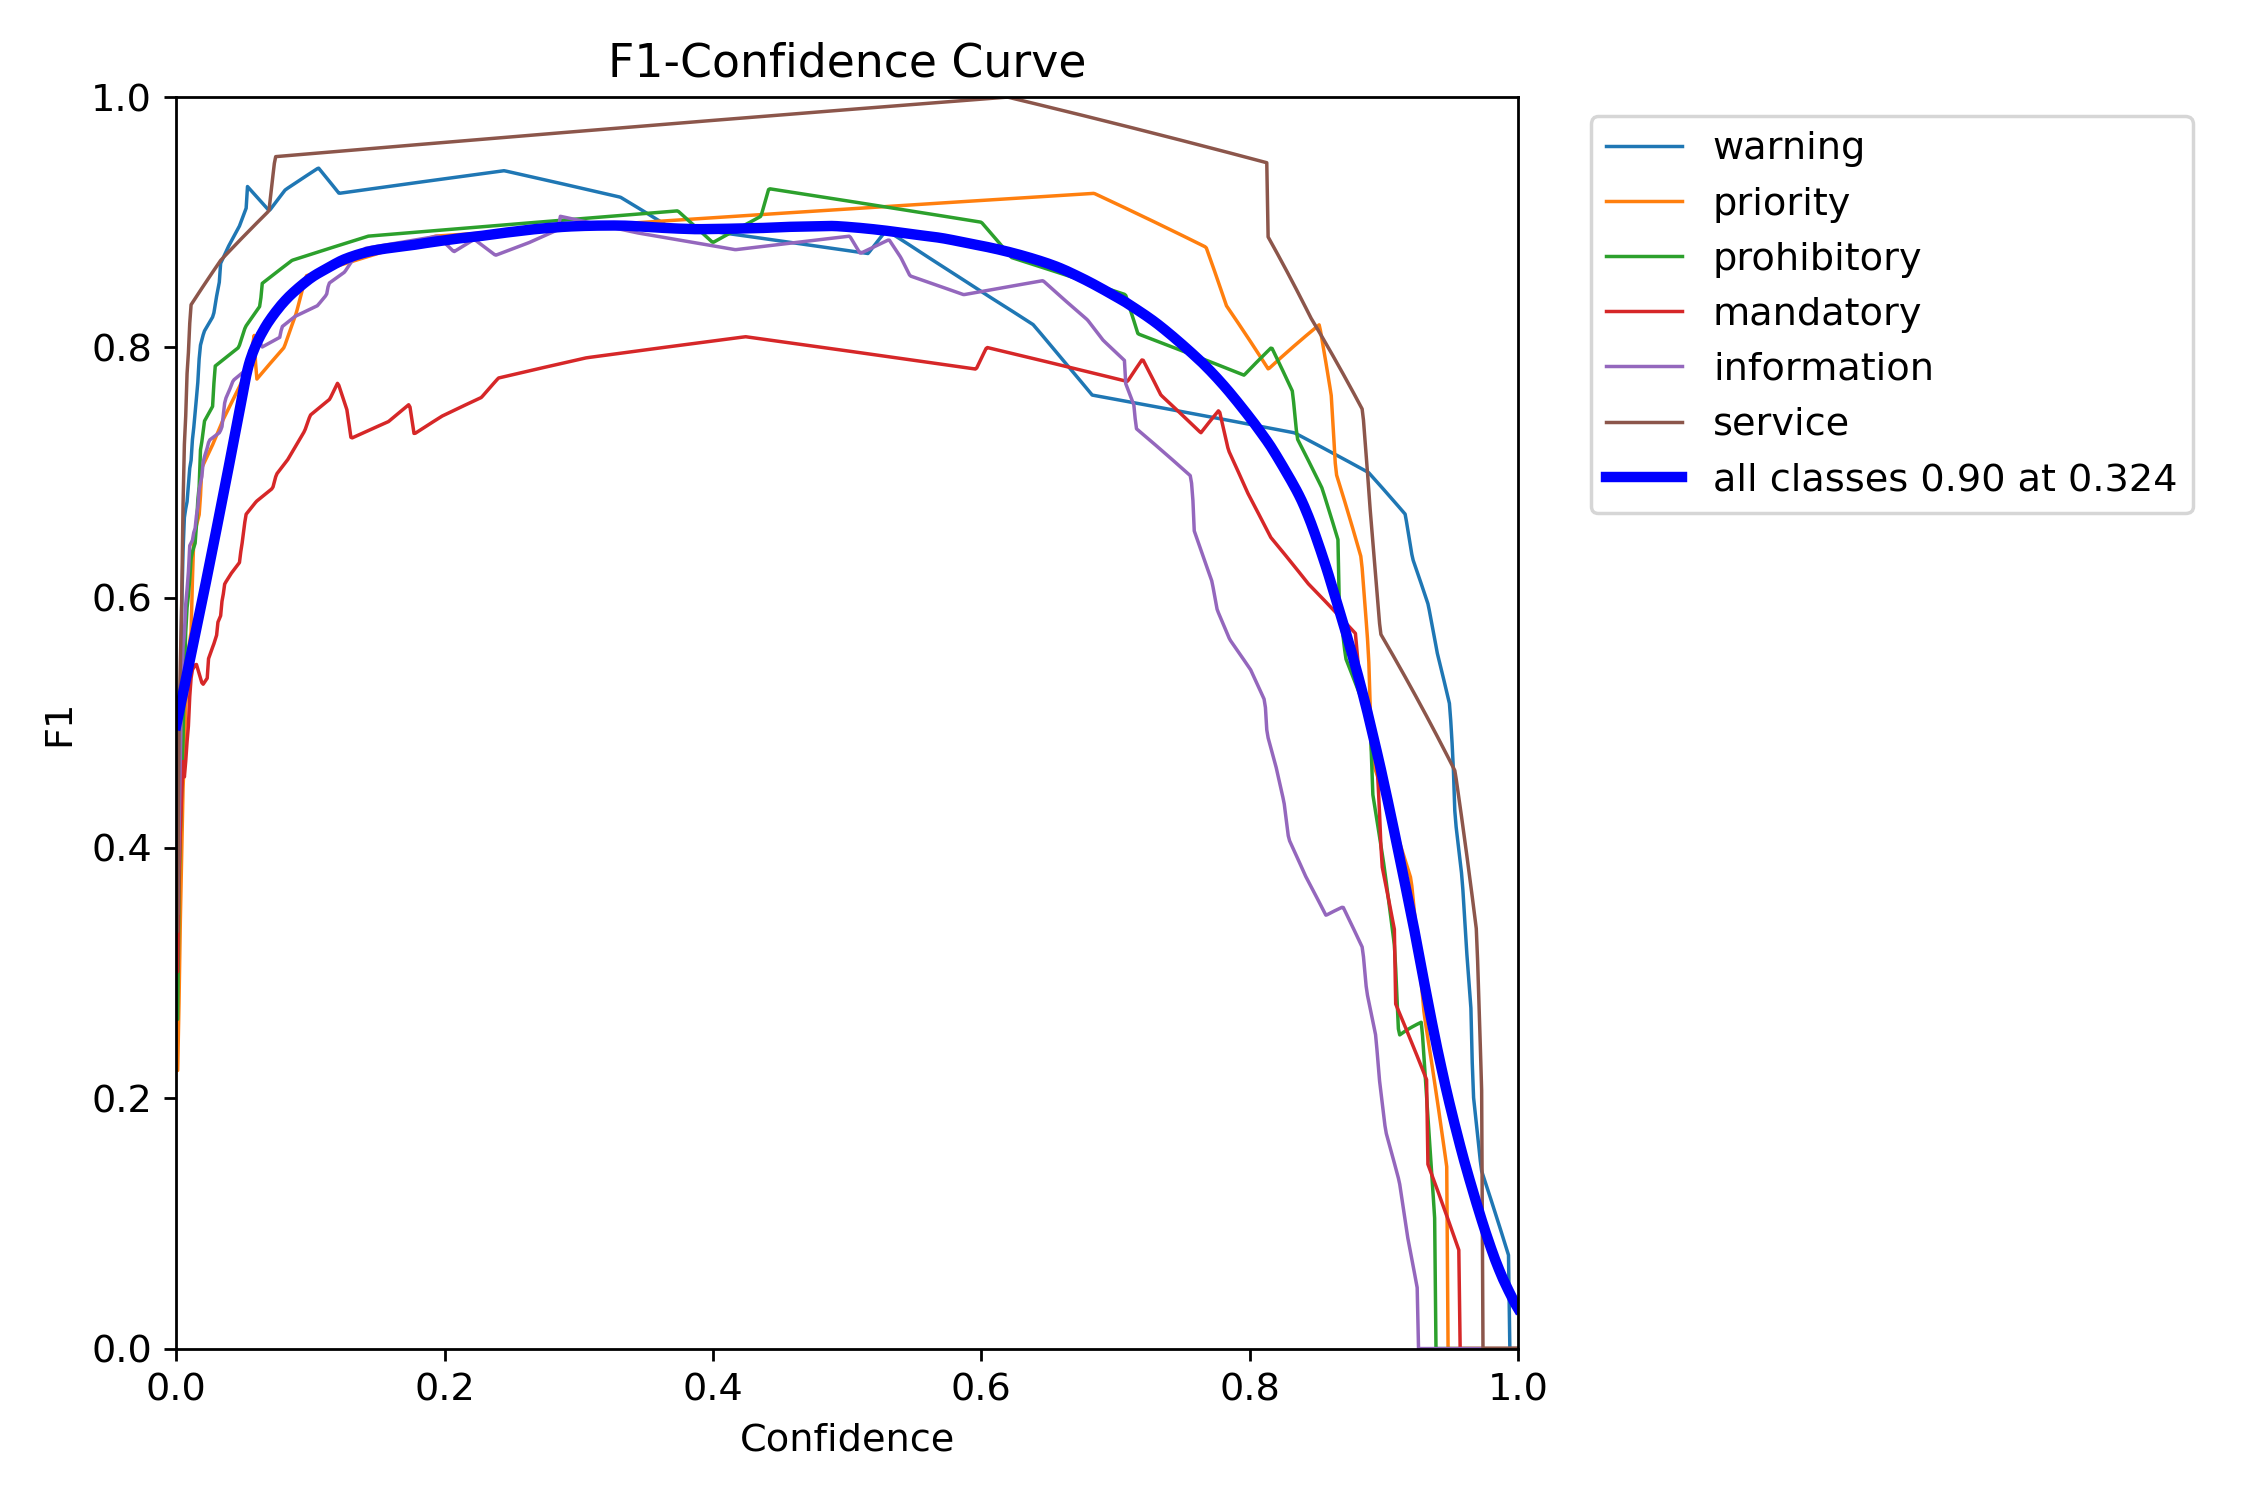 F1-Confidence Curve
1.0
0.8
0.6
0.4
0.2
0.0
F1
0.0 0.2 0.4 0.6 0.8 1.0
Confidence
warning
priority
prohibitory
mandatory
information
service
all classes 0.90 at 0.324